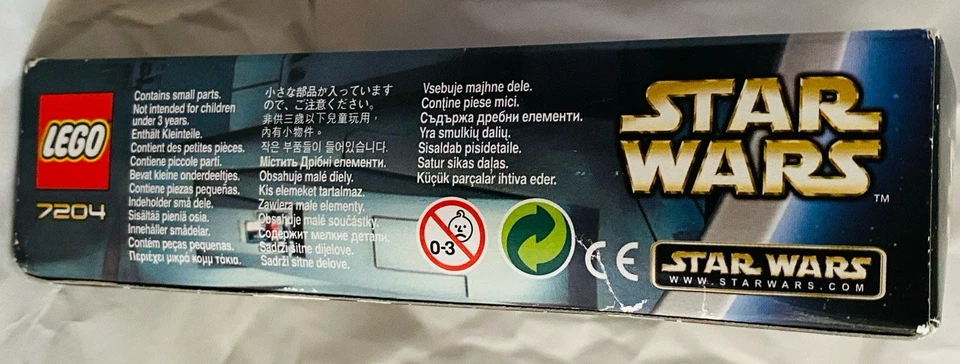 LEGO
7204
Contains small parts.
Not intended for children
under 3 years.
Enthält Kleinteile.
Contient des petites pièces.
Contiene piccole parti.
Bevat kleine onderdeeltjes.
Contiene piezas pequeñas.
Indeholder små dele.
Sisältää pieniä osia.
Innehåller smådelar.
Contém peças pequenas.
Περιέχει μικρά κομμάτια.
小さな部品が入っています
ので、ご注意ください。
非供三歲以下兒童玩用，
內有小物件。
작은 부품들이 들어있습니다.
Містить Дрібні елементи.
Obsahuje malé diely.
Kis elemeket tartalmaz.
Zawiera małe elementy.
Obsahuje malé součástky.
Содержит мелкие детали.
Sadrži sitne dijelove.
Sadrži sitne delove.
Vsebuje majhne dele.
Conţine piese mici.
Съдържа дребни елементи.
Yra smulkių dalių.
Sisaldab pisidetaile.
Satur sīkas daļas.
Küçük parçalar ihtiva eder.
0-3
CE
STAR
WARS
™
STAR WARS
WWW.STARWARS.COM